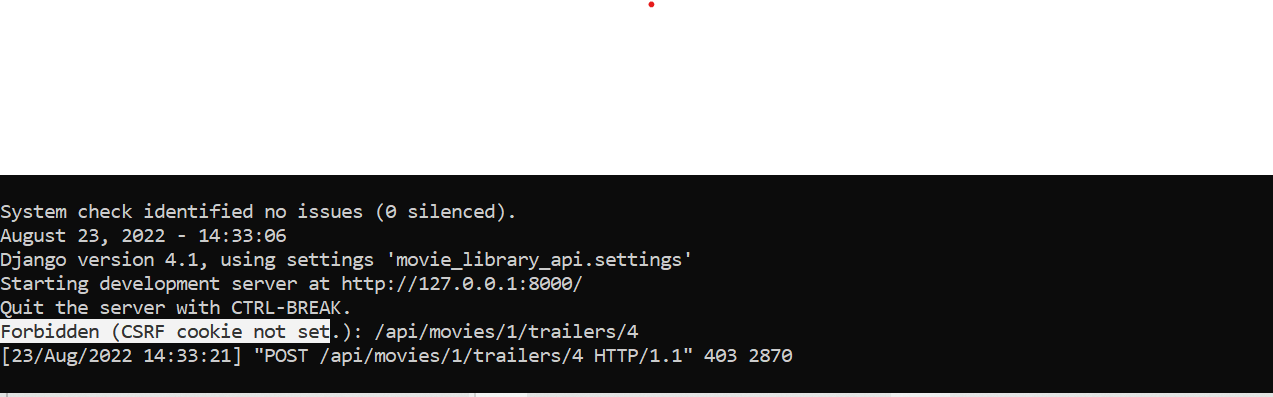 System check identified no issues (0 silenced).
August 23, 2022 - 14:33:06
Django version 4.1, using settings 'movie_library_api.settings'
Starting development server at http://127.0.0.1:8000/
Quit the server with CTRL-BREAK.
Forbidden (CSRF cookie not set.): /api/movies/1/trailers/4
[23/Aug/2022 14:33:21] "POST /api/movies/1/trailers/4 HTTP/1.1" 403 2870